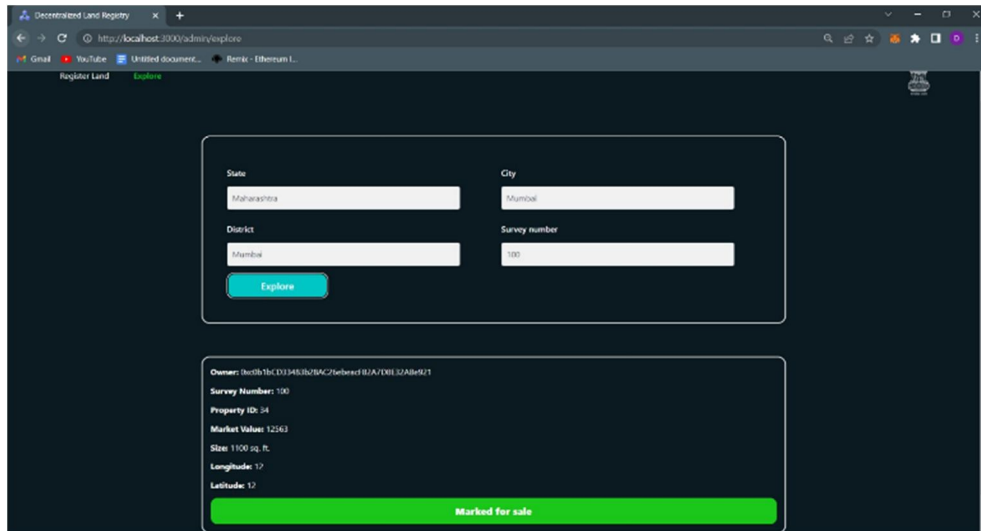 Decentralized Land Registry
http://localhost:3000/admin/explore
Gmail YouTube Untitled document... Remix - Ethereum I...
Register Land Explore
State City
Maharashtra Mumbai
District Survey number
Mumbai 100
Explore
Owner:
Survey Number: 100
Property ID: 34
Market Value: 12563
Size: 1100 sq. ft.
Longitude: 12
Latitude: 12
Marked for sale